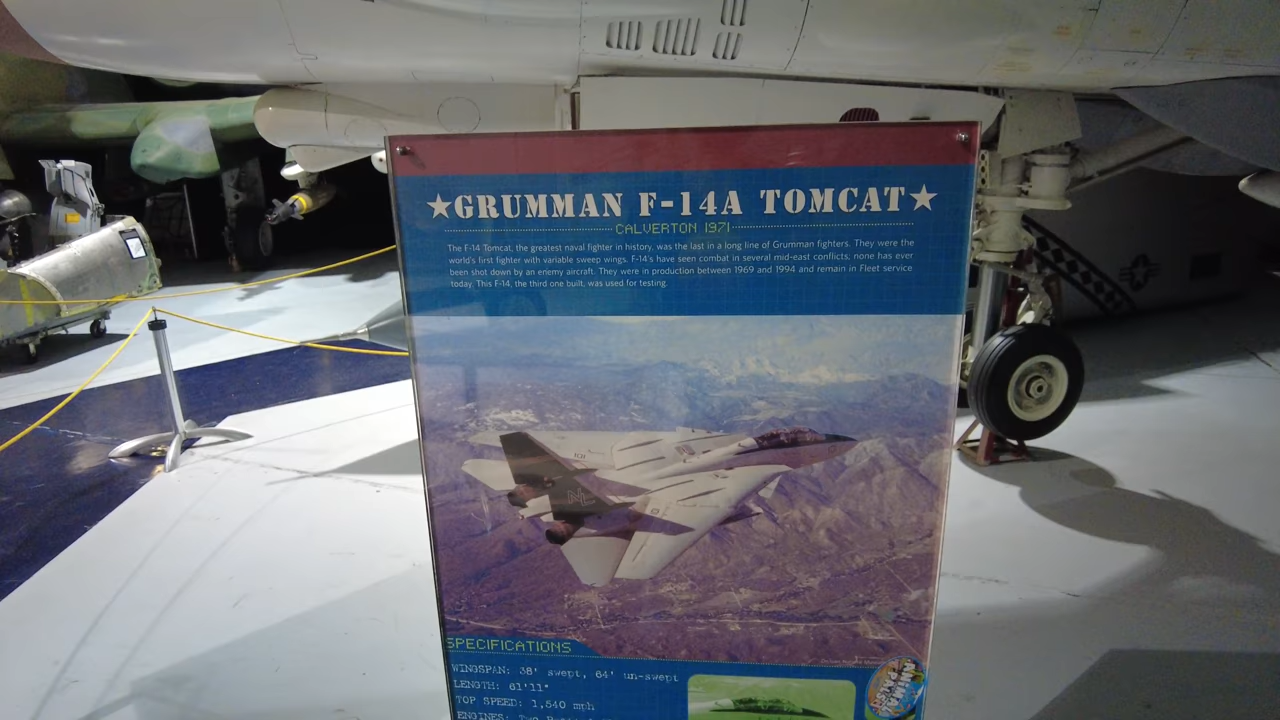 ★GRUMMAN F-14A TOMCAT★
CALVERTON 1971
The F-14 Tomcat, the greatest naval fighter in history, was the last in a long line of Grumman fighters. They were the
world's first fighter with variable sweep wings. F-14's have seen combat in several mid-east conflicts, none has ever
been shot down by an enemy aircraft. They were in production between 1969 and 1994 and remain in Fleet service
today. This F-14, the third one built, was used for testing.
101
NL
SPECIFICATIONS
WINGSPAN: 38' swept, 64' un-swept
LENGTH: 61'11"
TOP SPEED: 1,540 mph
ENGINES: Two